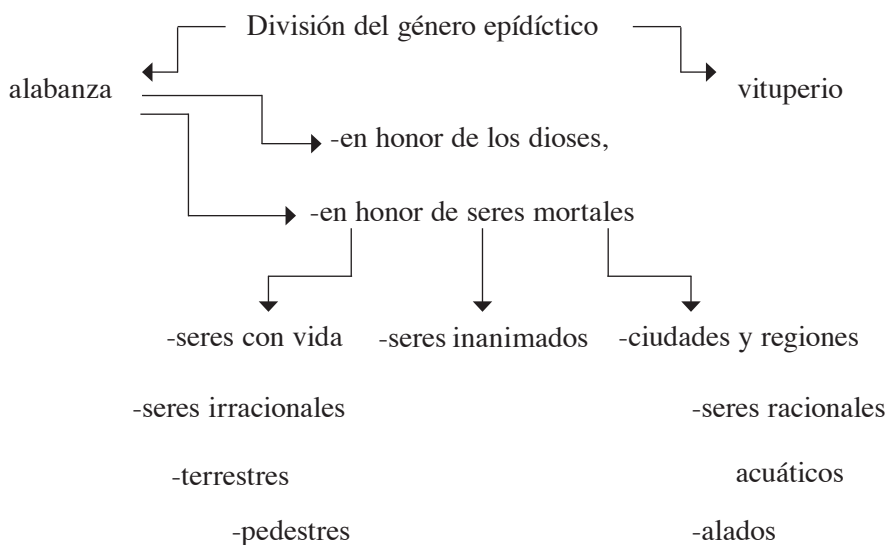 División del género epídíctico
alabanza vituperio
-en honor de los dioses,
-en honor de seres mortales
-seres con vida -seres inanimados -ciudades y regiones
-seres irracionales -seres racionales
-terrestres acuáticos
-pedestres -alados